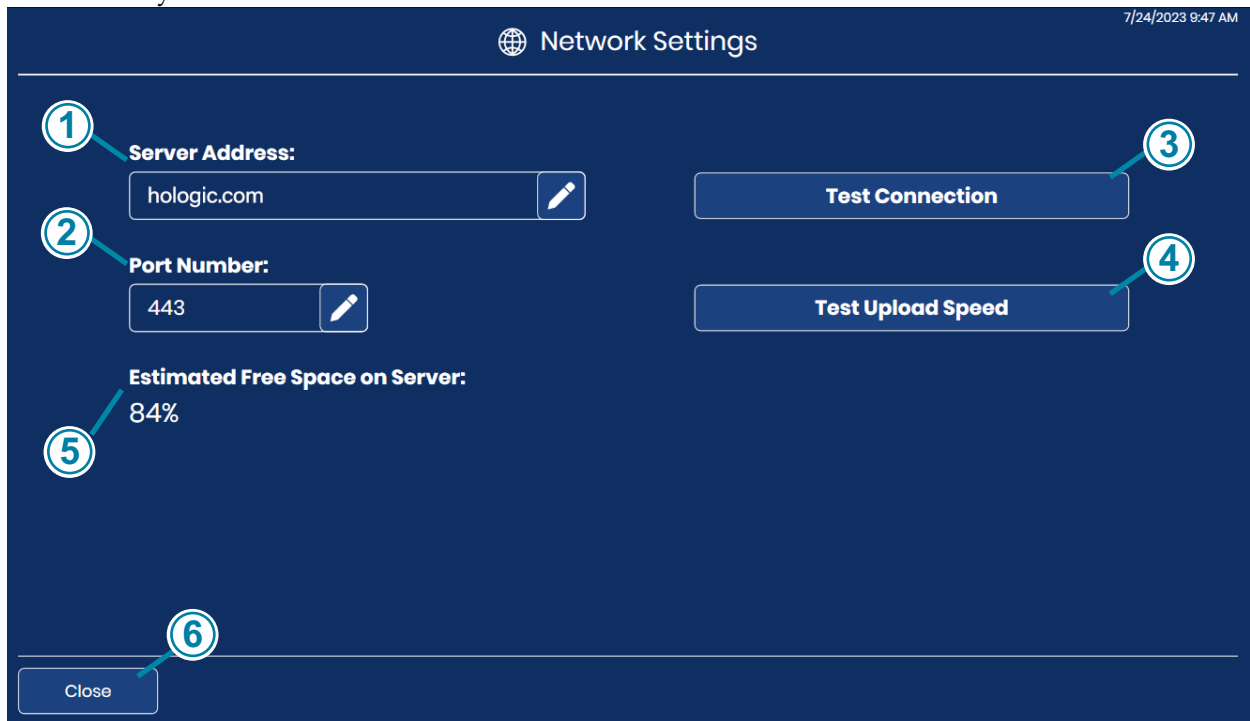 7/24/2023 9:47 AM
Network Settings
1
Server Address:
hologic.com
3
Test Connection
2
Port Number:
443
4
Test Upload Speed
Estimated Free Space on Server:
84%
5
6
Close